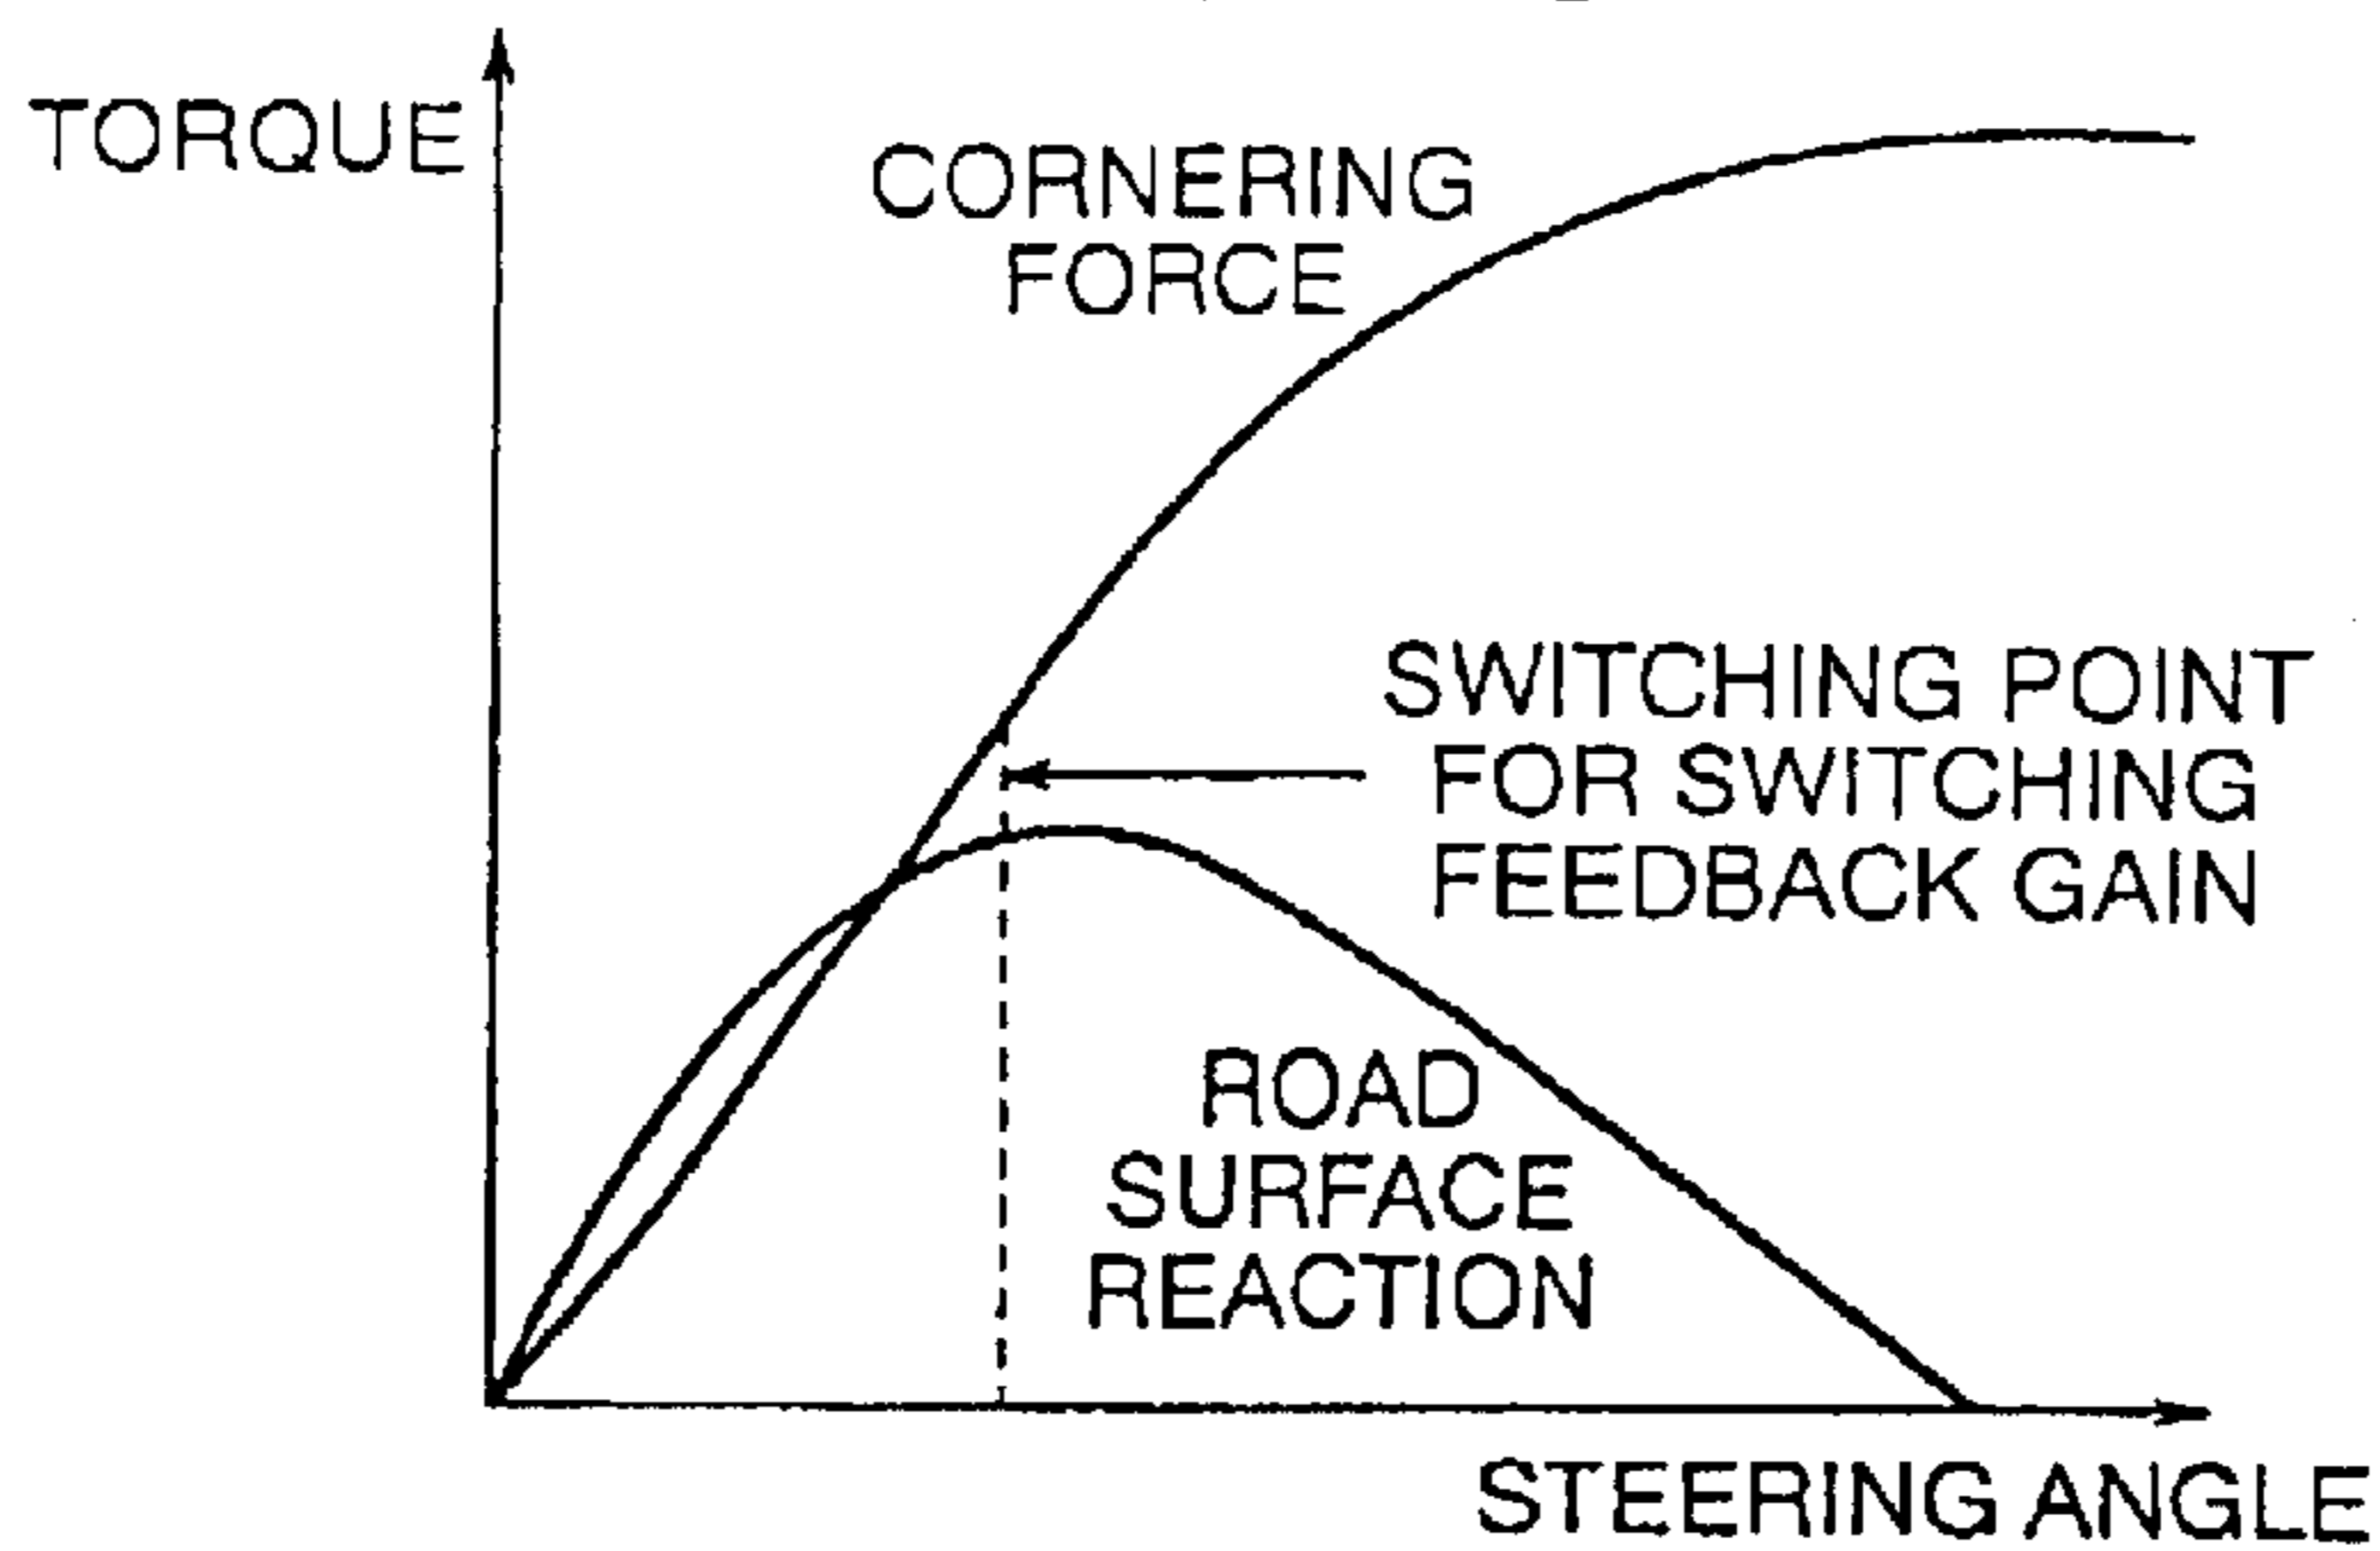 TORQUE
CORNERING
FORCE
SWITCHING POINT
FOR SWITCHING
FEEDBACK GAIN
ROAD
SURFACE
REACTION
STEERING ANGLE